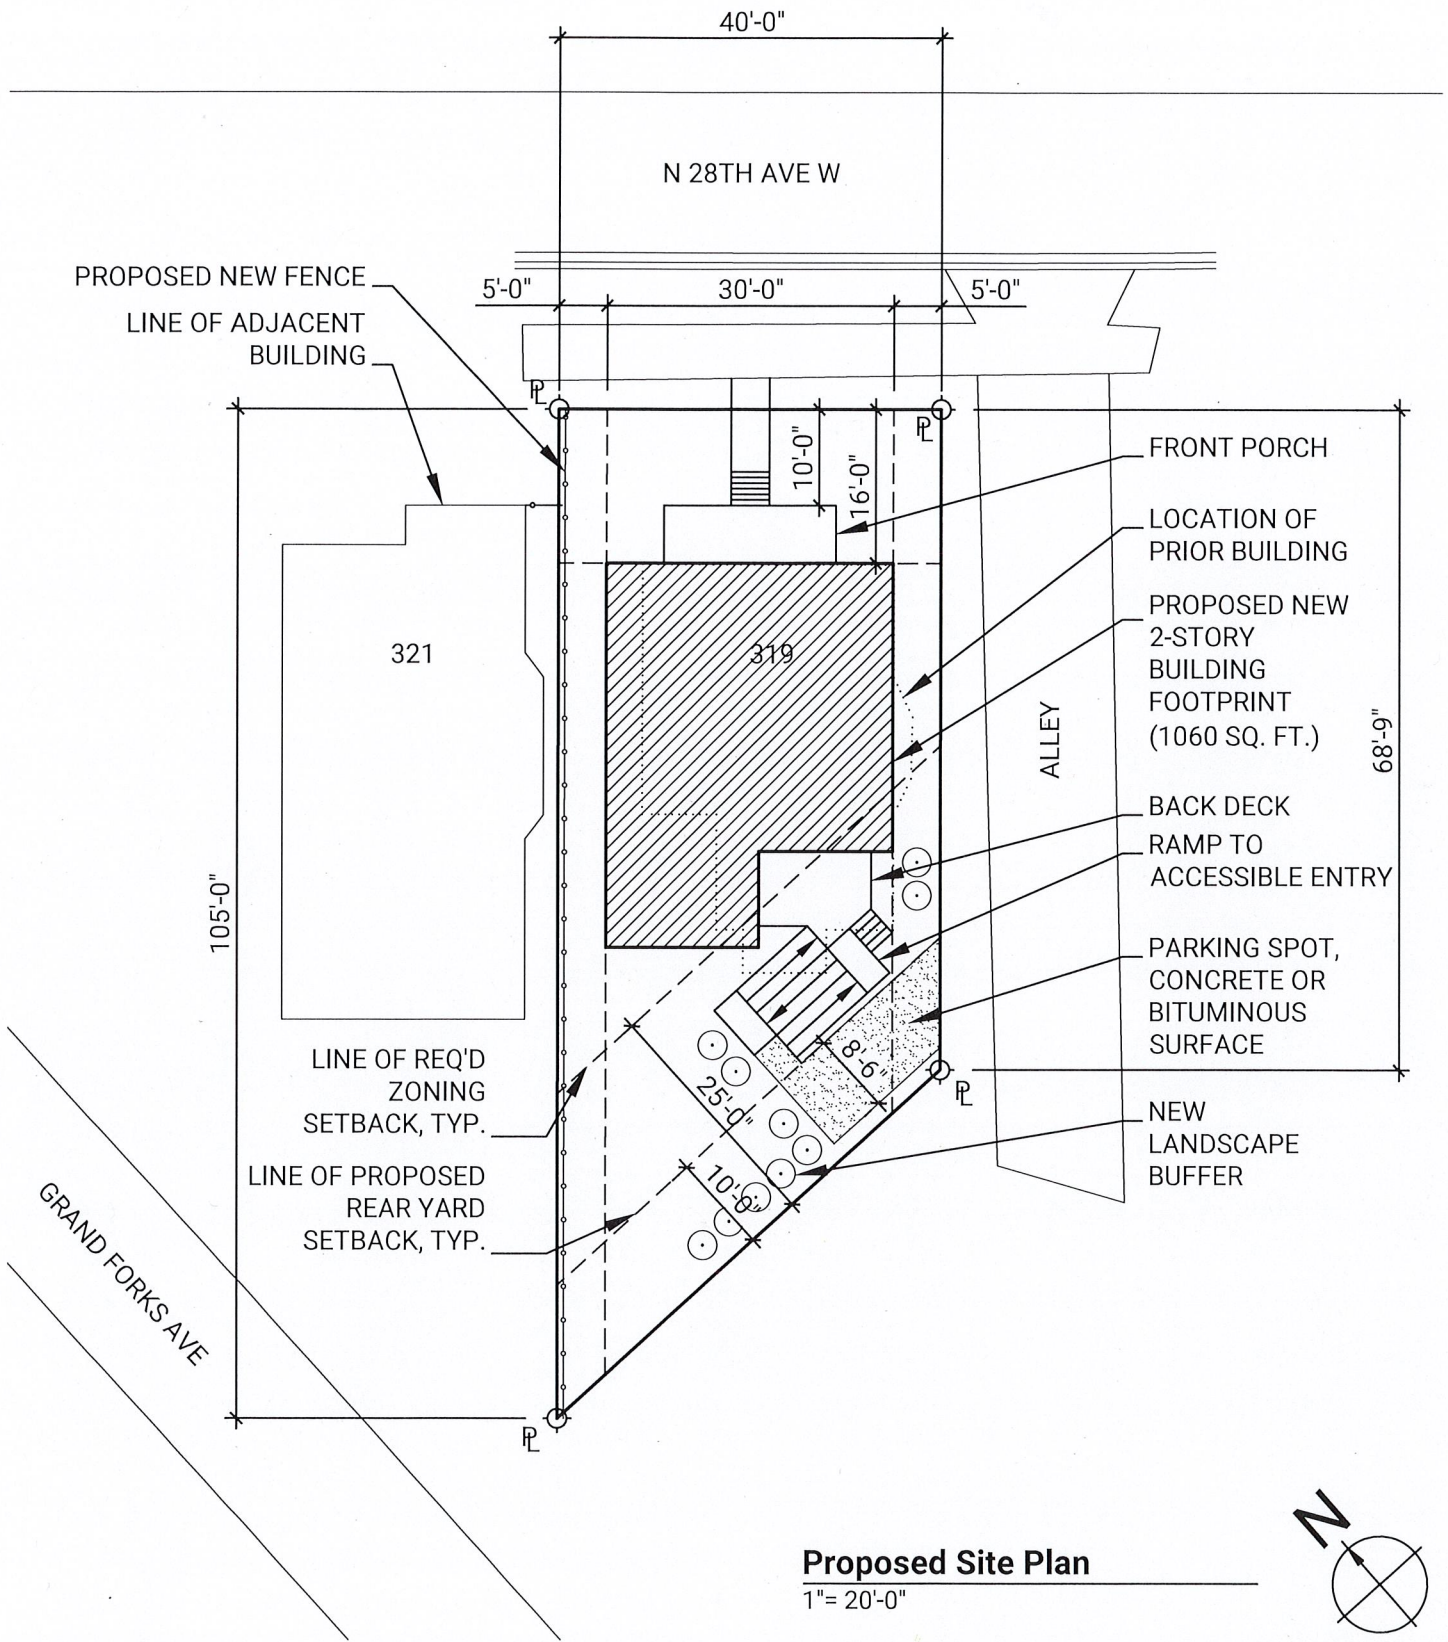 40'-0"
N 28TH AVE W
PROPOSED NEW FENCE
5'-0"
30'-0"
5'-0"
LINE OF ADJACENT
BUILDING
PL
PL
10'-0"
16'-0"
FRONT PORCH
LOCATION OF
PRIOR BUILDING
PROPOSED NEW
2-STORY
BUILDING
FOOTPRINT
(1060 SQ. FT.)
321
319
ALLEY
68'-9"
BACK DECK
RAMP TO
ACCESSIBLE ENTRY
105'-0"
PARKING SPOT,
CONCRETE OR
BITUMINOUS
SURFACE
8'-6"
LINE OF REQ'D
ZONING
SETBACK, TYP.
25'-0"
PL
NEW
LANDSCAPE
BUFFER
LINE OF PROPOSED
REAR YARD
SETBACK, TYP.
10'-0"
GRAND FORKS AVE
PL
N
Proposed Site Plan
1"= 20'-0"